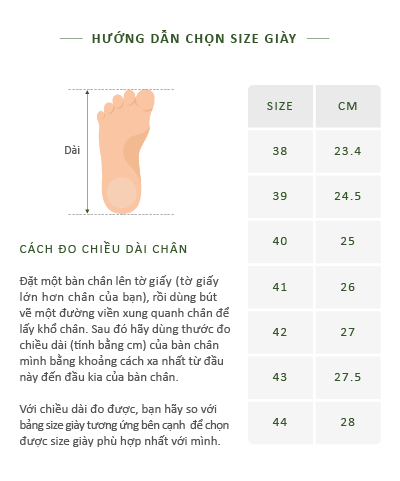 HƯỚNG DẪN CHỌN SIZE GIÀY
Dài
CÁCH ĐO CHIỀU DÀI CHÂN
Đặt một bàn chân lên tờ giấy (tờ giấy
lớn hơn chân của bạn), rồi dùng bút
vẽ một đường viền xung quanh chân để
lấy khổ chân. Sau đó hãy dùng thước đo
chiều dài (tính bằng cm) của bàn chân
mình bằng khoảng cách xa nhất từ đầu
này đến đầu kia của bàn chân.
Với chiều dài đo được, bạn hãy so với
bảng size giày tương ứng bên cạnh để chọn
được size giày phù hợp nhất với mình.
SIZE CM
38 23.4
39 24.5
40 25
41 26
42 27
43 27.5
44 28